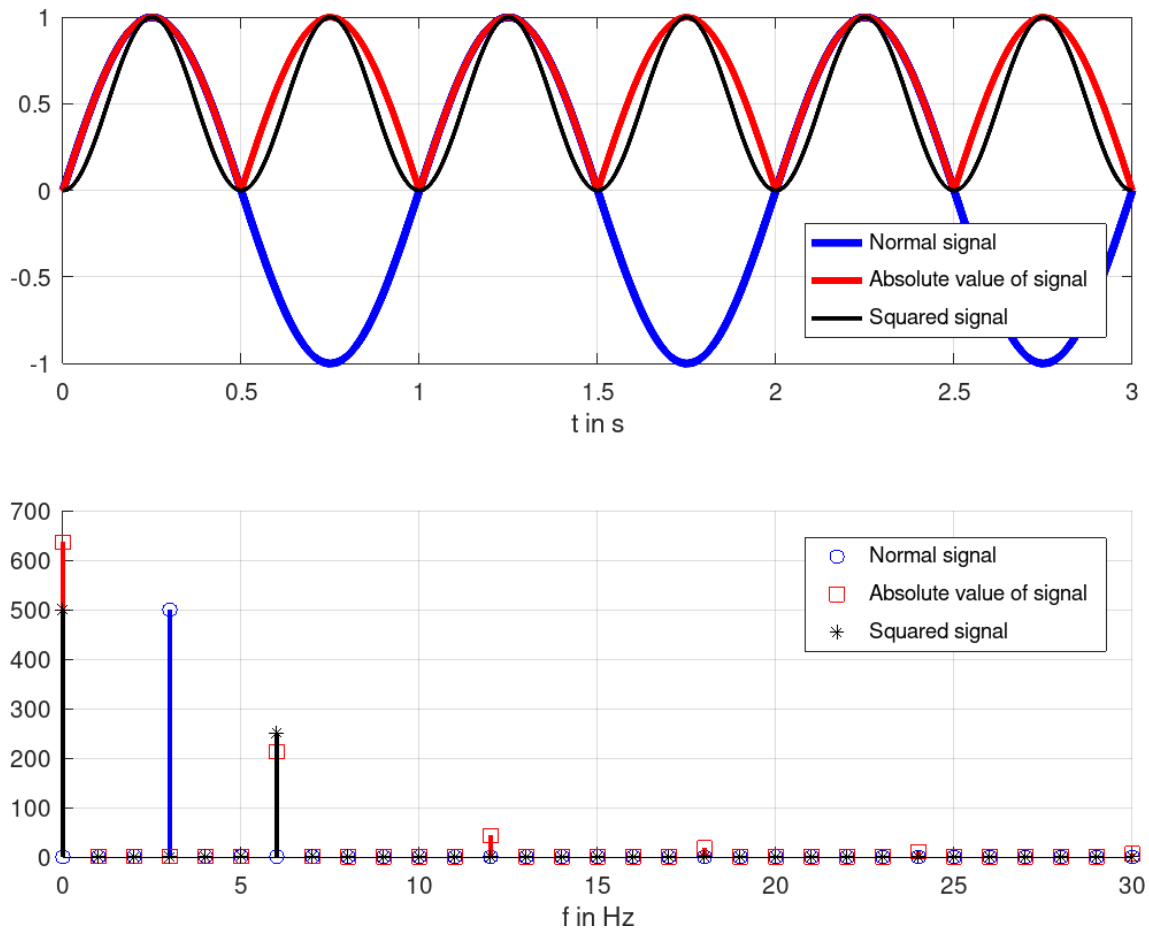 1
0.5
0
-0.5
-1
0 0.5 1 1.5 2 2.5 3
t in s
Normal signal
Absolute value of signal
Squared signal
700
600
500
400
300
200
100
0
0 5 10 15 20 25 30
f in Hz
Normal signal
Absolute value of signal
Squared signal